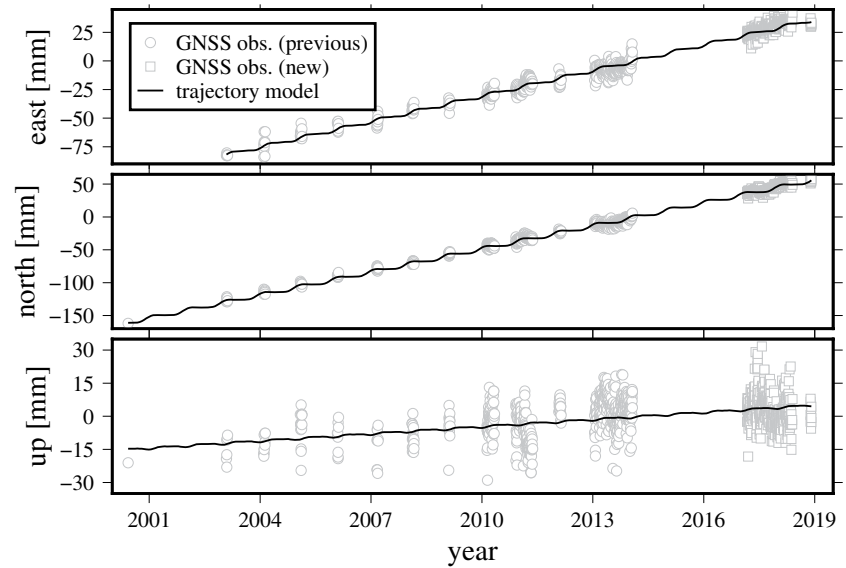 25
0
−25
−50
−75
east [mm]
GNSS obs. (previous)
GNSS obs. (new)
trajectory model
50
0
−50
−100
−150
north [mm]
30
15
0
−15
−30
up [mm]
2001 2004 2007 2010 2013 2016 2019
year